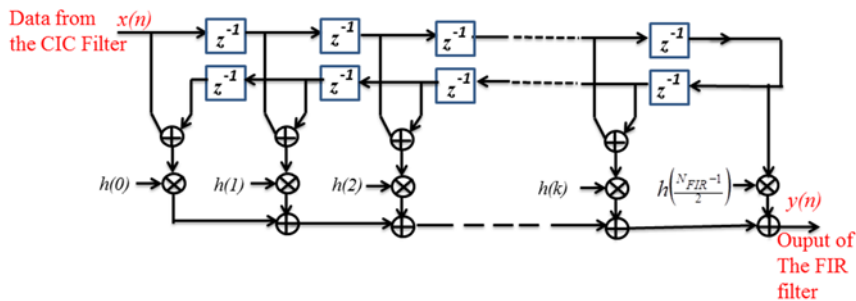 Data from x(n)
the CIC Filter
z⁻¹ z⁻¹ z⁻¹ z⁻¹
z⁻¹ z⁻¹ z⁻¹ z⁻¹
h(0) h(1) h(2) h(k) h((N_FIR−1)/2)
y(n)
Ouput of
The FIR
filter